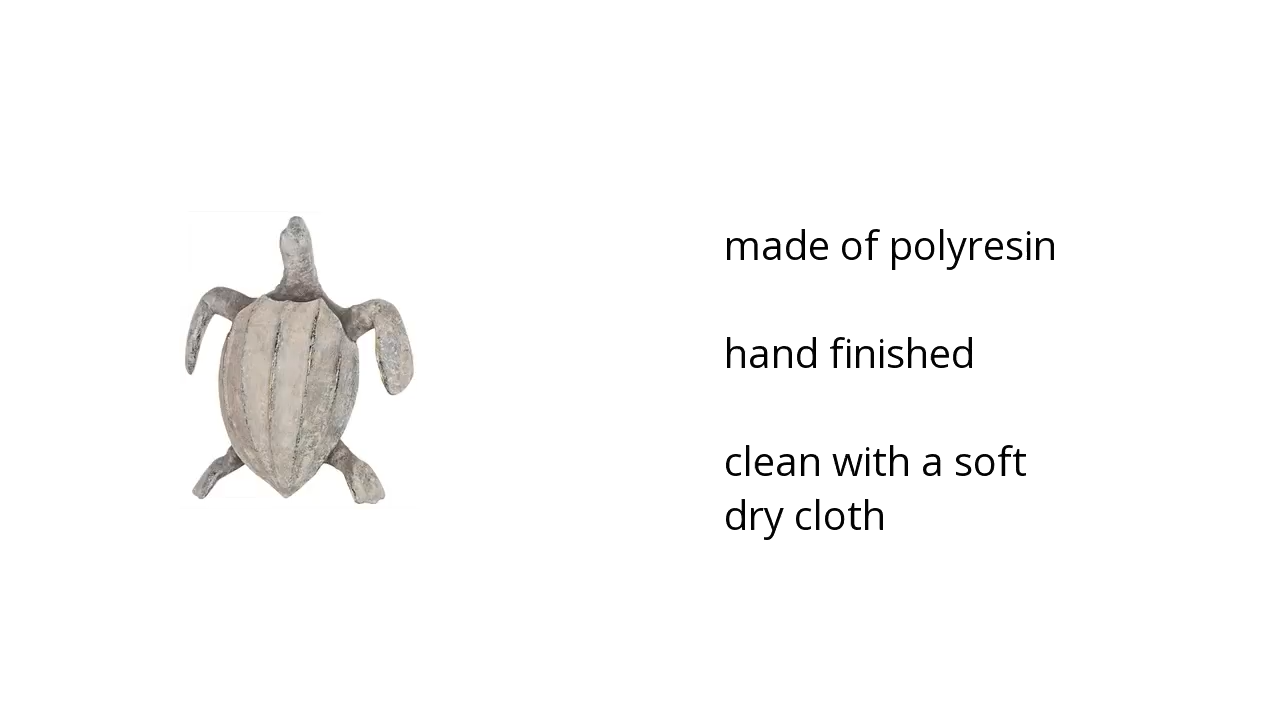 made of polyresin
hand finished
clean with a soft
dry cloth